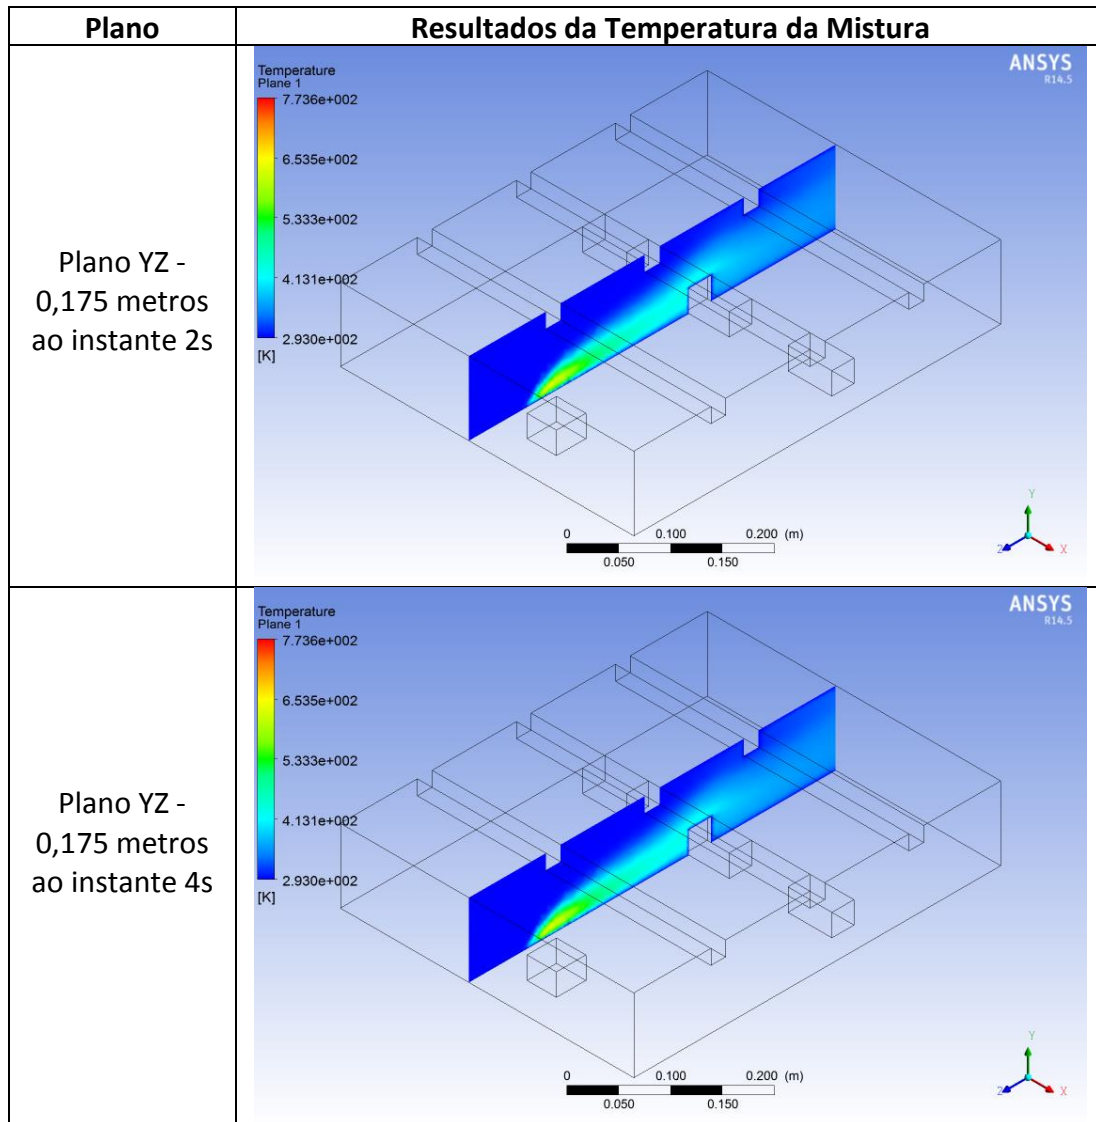 Plano
Resultados da Temperatura da Mistura
Plano YZ -
0,175 metros
ao instante 2s
Temperature
Plane 1
7.736e+002
6.535e+002
5.333e+002
4.131e+002
2.930e+002
[K]
ANSYS
R14.5
0 0.100 0.200 (m)
0.050 0.150
Y
Z X
Plano YZ -
0,175 metros
ao instante 4s
Temperature
Plane 1
7.736e+002
6.535e+002
5.333e+002
4.131e+002
2.930e+002
[K]
ANSYS
R14.5
0 0.100 0.200 (m)
0.050 0.150
Y
Z X